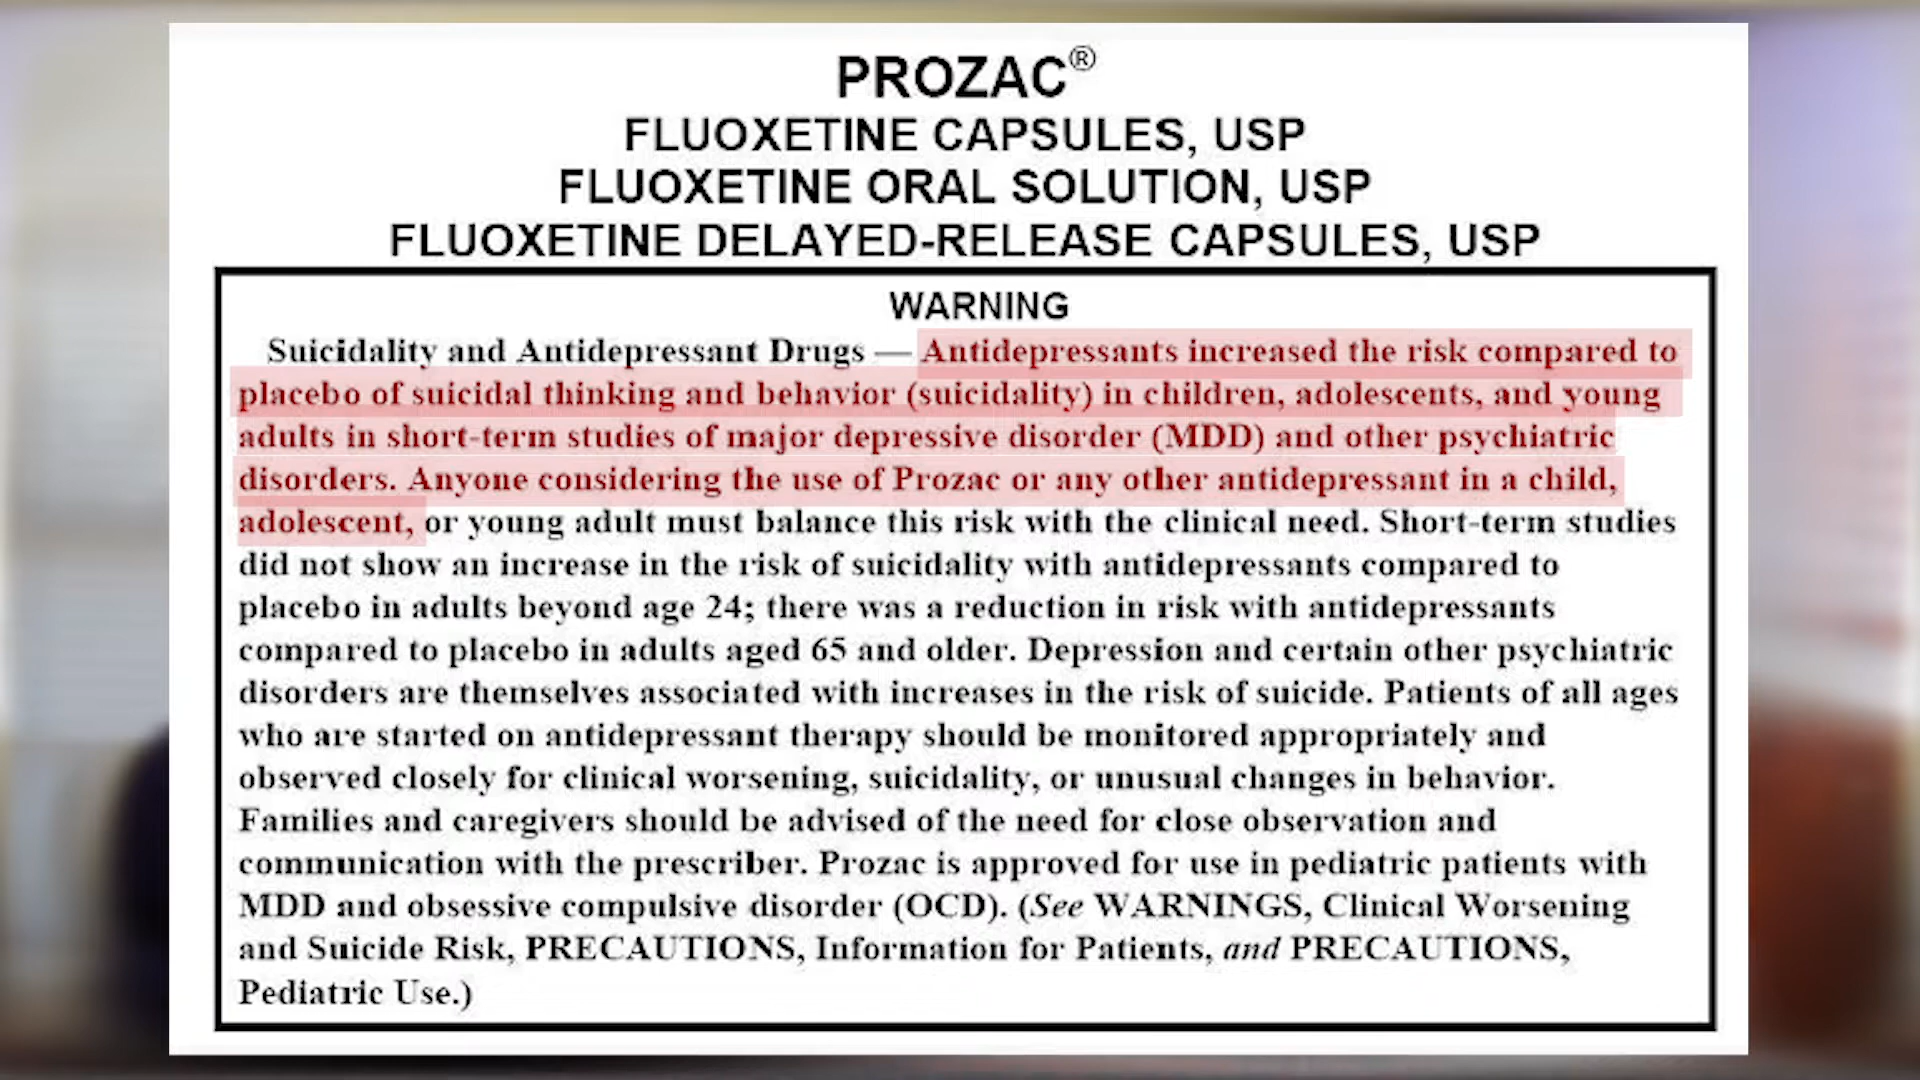 PROZAC®
FLUOXETINE CAPSULES, USP
FLUOXETINE ORAL SOLUTION, USP
FLUOXETINE DELAYED-RELEASE CAPSULES, USP
WARNING
Suicidality and Antidepressant Drugs — Antidepressants increased the risk compared to
placebo of suicidal thinking and behavior (suicidality) in children, adolescents, and young
adults in short-term studies of major depressive disorder (MDD) and other psychiatric
disorders. Anyone considering the use of Prozac or any other antidepressant in a child,
adolescent, or young adult must balance this risk with the clinical need. Short-term studies
did not show an increase in the risk of suicidality with antidepressants compared to
placebo in adults beyond age 24; there was a reduction in risk with antidepressants
compared to placebo in adults aged 65 and older. Depression and certain other psychiatric
disorders are themselves associated with increases in the risk of suicide. Patients of all ages
who are started on antidepressant therapy should be monitored appropriately and
observed closely for clinical worsening, suicidality, or unusual changes in behavior.
Families and caregivers should be advised of the need for close observation and
communication with the prescriber. Prozac is approved for use in pediatric patients with
MDD and obsessive compulsive disorder (OCD). (See WARNINGS, Clinical Worsening
and Suicide Risk, PRECAUTIONS, Information for Patients, and PRECAUTIONS,
Pediatric Use.)